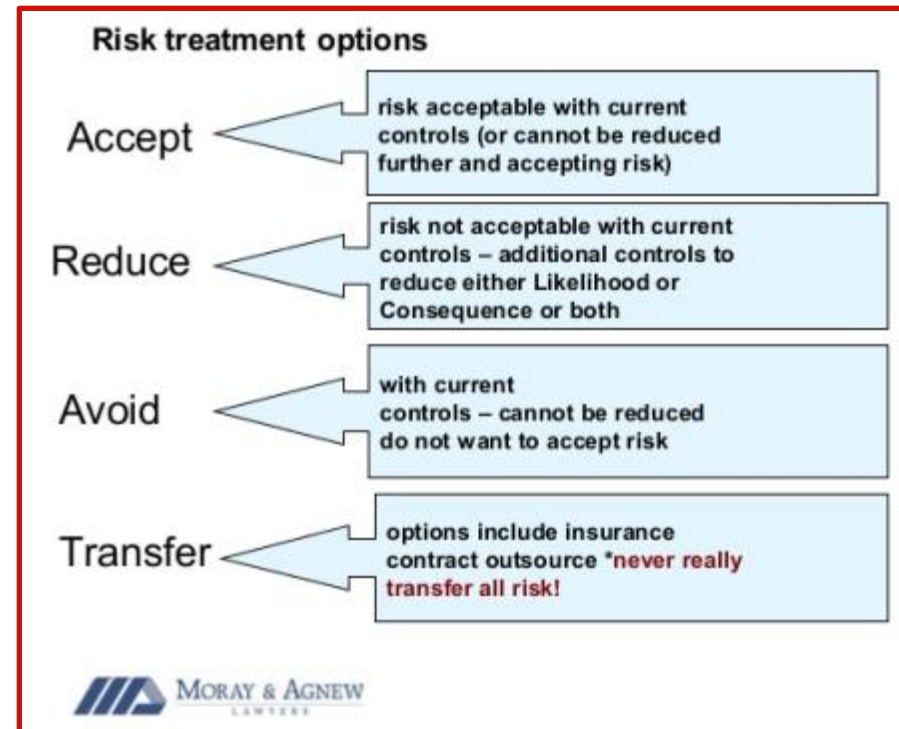 Risk treatment options
Accept
risk acceptable with current
controls (or cannot be reduced
further and accepting risk)
Reduce
risk not acceptable with current
controls – additional controls to
reduce either Likelihood or
Consequence or both
Avoid
with current
controls – cannot be reduced
do not want to accept risk
Transfer
options include insurance
contract outsource *never really
transfer all risk!
MORAY & AGNEW
LAWYERS